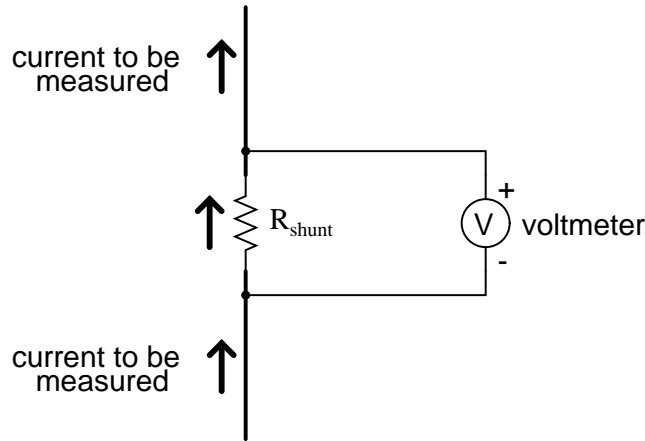 current to be
measured
+
R_shunt
V
voltmeter
-
current to be
measured